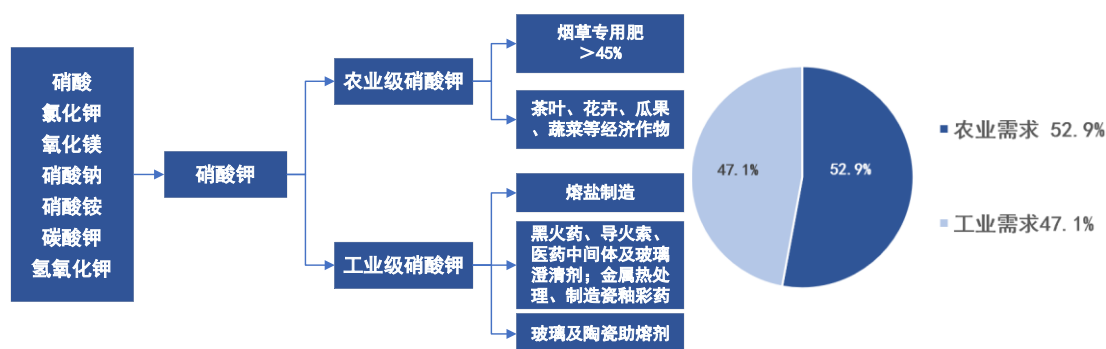 硝酸
氯化钾
氧化镁
硝酸钠
硝酸铵
碳酸钾
氢氧化钾
硝酸钾
农业级硝酸钾
工业级硝酸钾
烟草专用肥
＞45%
茶叶、花卉、瓜果
、蔬菜等经济作物
熔盐制造
黑火药、导火索、
医药中间体及玻璃
澄清剂；金属热处
理、制造瓷釉彩药
玻璃及陶瓷助熔剂
47.1%
52.9%
农业需求 52.9%
工业需求47.1%